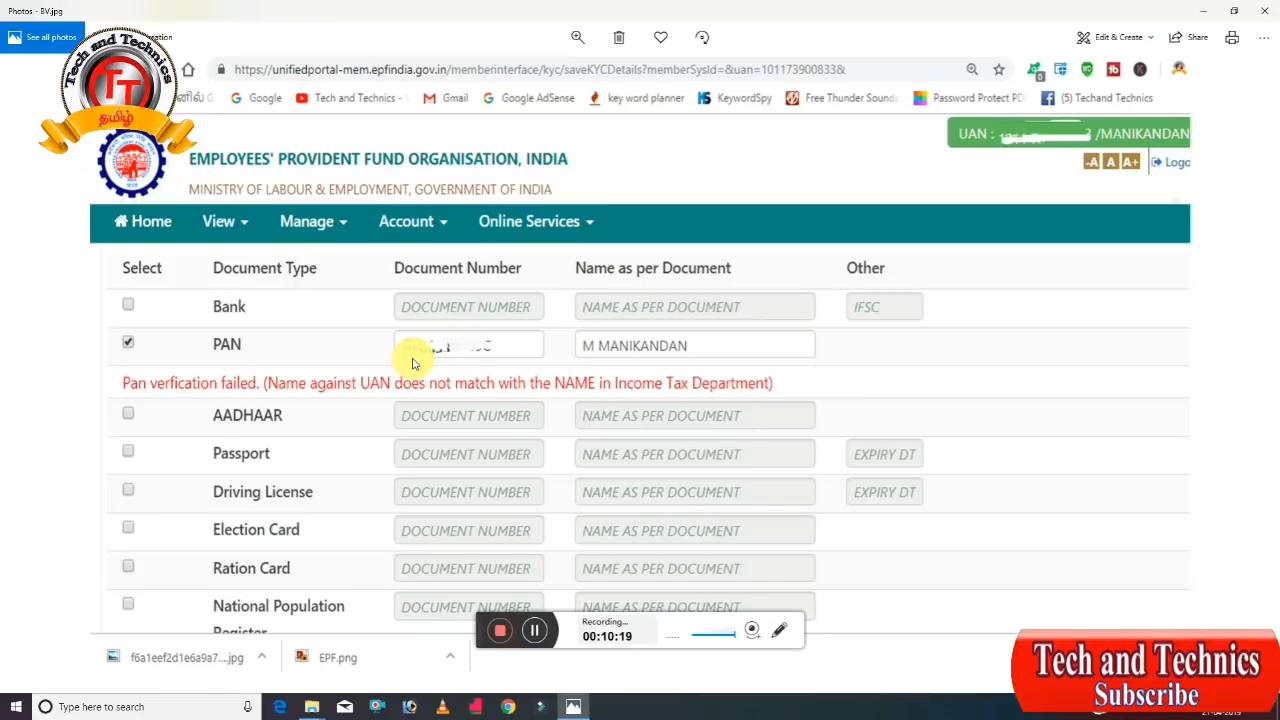 Photos - BV.jpg
See all photos
Edit & Create
Share
Tech and Technics
TT
தமிழ்
https://unifiedportal-mem.epfindia.gov.in/memberinterface/kyc/saveKYCDetails?memberSysId=&uan=101173900833&
Google
Tech and Technics -
Gmail
Google AdSense
key word planner
KeywordSpy
Free Thunder Sound
Password Protect PD
(5) Techand Technics
UAN :
/MANIKANDAN
EMPLOYEES' PROVIDENT FUND ORGANISATION, INDIA
-A A A+
Logo
MINISTRY OF LABOUR & EMPLOYMENT, GOVERNMENT OF INDIA
Home View Manage Account Online Services
Select Document Type Document Number Name as per Document Other
Bank DOCUMENT NUMBER NAME AS PER DOCUMENT IFSC
PAN M MANIKANDAN
Pan verfication failed. (Name against UAN does not match with the NAME in Income Tax Department)
AADHAAR DOCUMENT NUMBER NAME AS PER DOCUMENT
Passport DOCUMENT NUMBER NAME AS PER DOCUMENT EXPIRY DT
Driving License DOCUMENT NUMBER NAME AS PER DOCUMENT EXPIRY DT
Election Card DOCUMENT NUMBER NAME AS PER DOCUMENT
Ration Card DOCUMENT NUMBER NAME AS PER DOCUMENT
National Population DOCUMENT NUMBER NAME AS PER DOCUMENT
Register
Recording...
00:10:19
f6a1eef2d1e6a9a7....jpg
EPF.png
Tech and Technics
Subscribe
Type here to search
21-04-2019